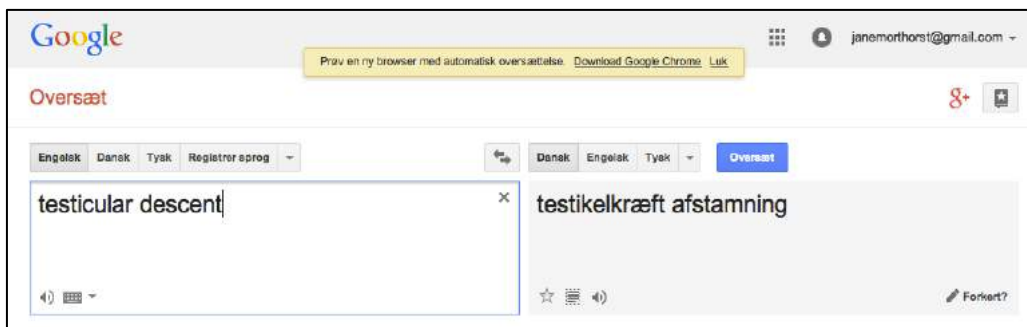 Google
janemorthorst@gmail.com
Prøv en ny browser med automatisk oversættelse. Download Google Chrome Luk
Oversæt
g+
Engelsk Dansk Tysk Registrer sprog
Dansk Engelsk Tysk Oversæt
testicular descent
testikelkræft afstamning
Forkert?